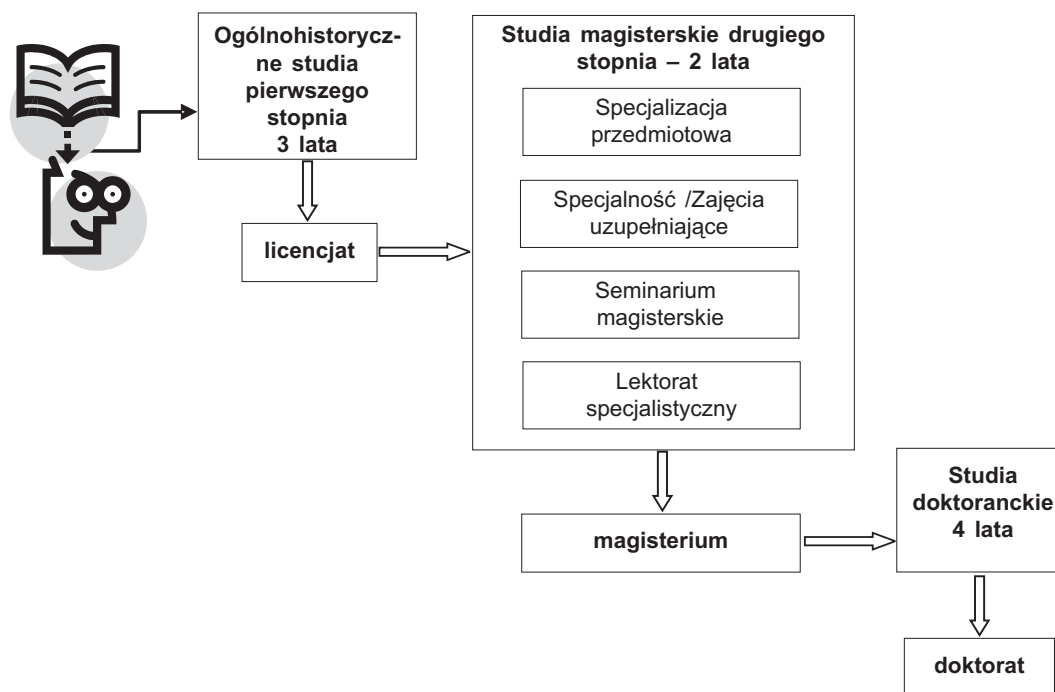 Ogólnohistorycz-
ne studia
pierwszego
stopnia
3 lata
licencjat
Studia magisterskie drugiego
stopnia – 2 lata
Specjalizacja
przedmiotowa
Specjalność /Zajęcia
uzupełniające
Seminarium
magisterskie
Lektorat
specjalistyczny
magisterium
Studia
doktoranckie
4 lata
doktorat